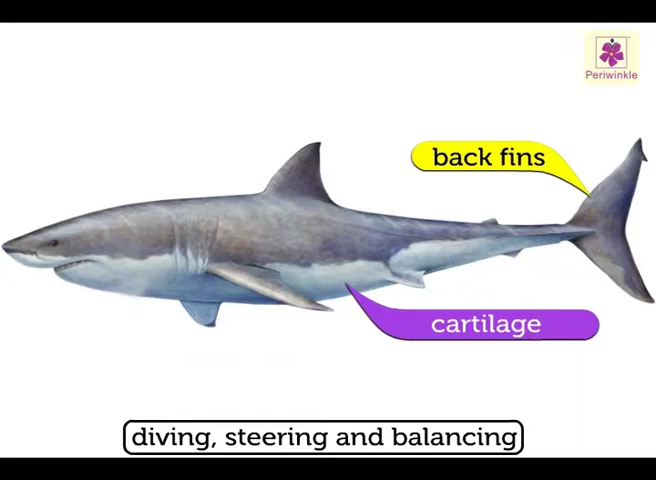 Periwinkle
back fins
cartilage
diving, steering and balancing